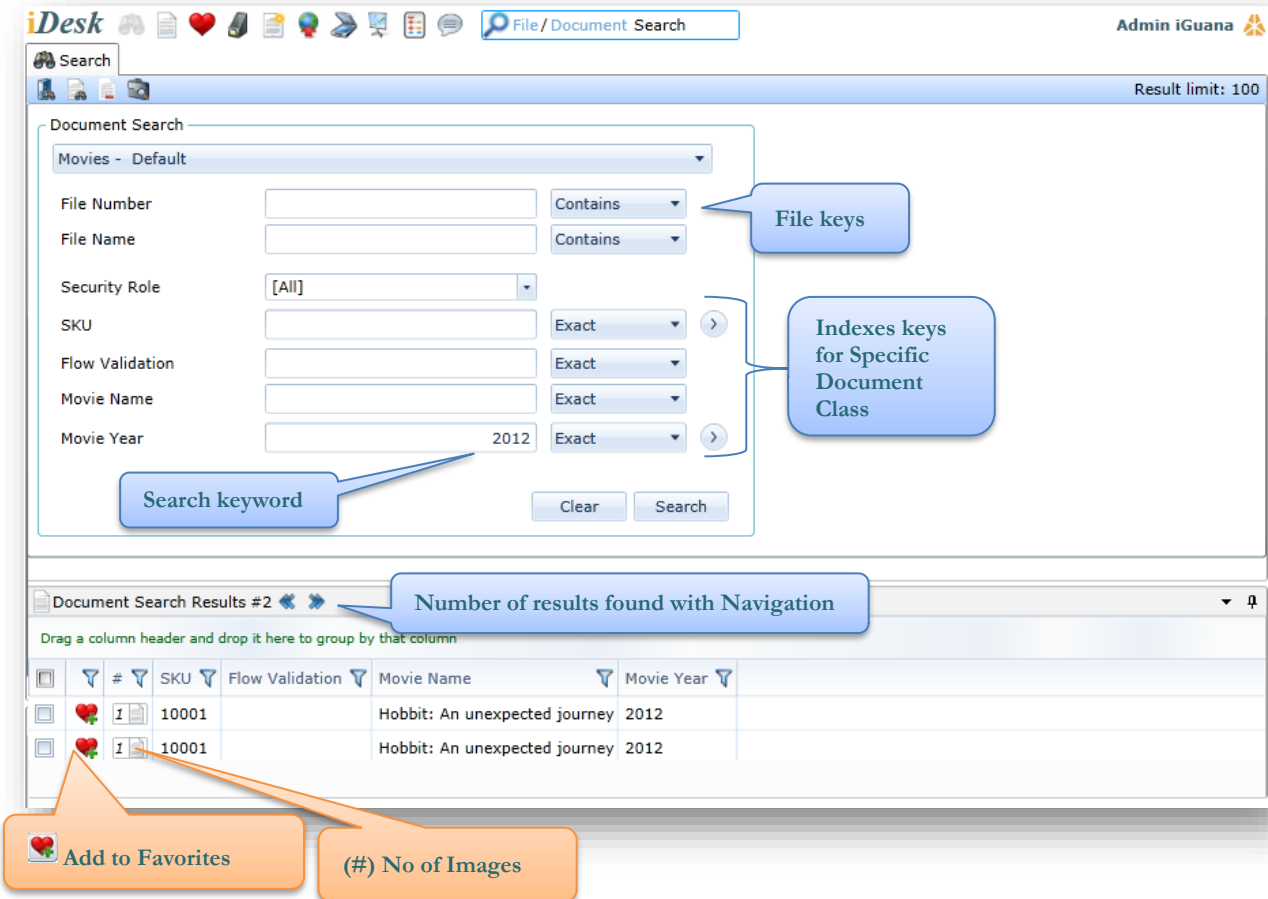 iDesk File/Document Search Admin iGuana
Search
Result limit: 100
Document Search
Movies - Default
File Number Contains
File keys
File Name Contains
Security Role [All]
SKU Exact
Indexes keys
for Specific
Document
Class
Flow Validation Exact
Movie Name Exact
Movie Year 2012 Exact
Search keyword
Clear Search
Document Search Results #2
Number of results found with Navigation
Drag a column header and drop it here to group by that column
# SKU Flow Validation Movie Name Movie Year
1 10001 Hobbit: An unexpected journey 2012
1 10001 Hobbit: An unexpected journey 2012
Add to Favorites
(#) No of Images